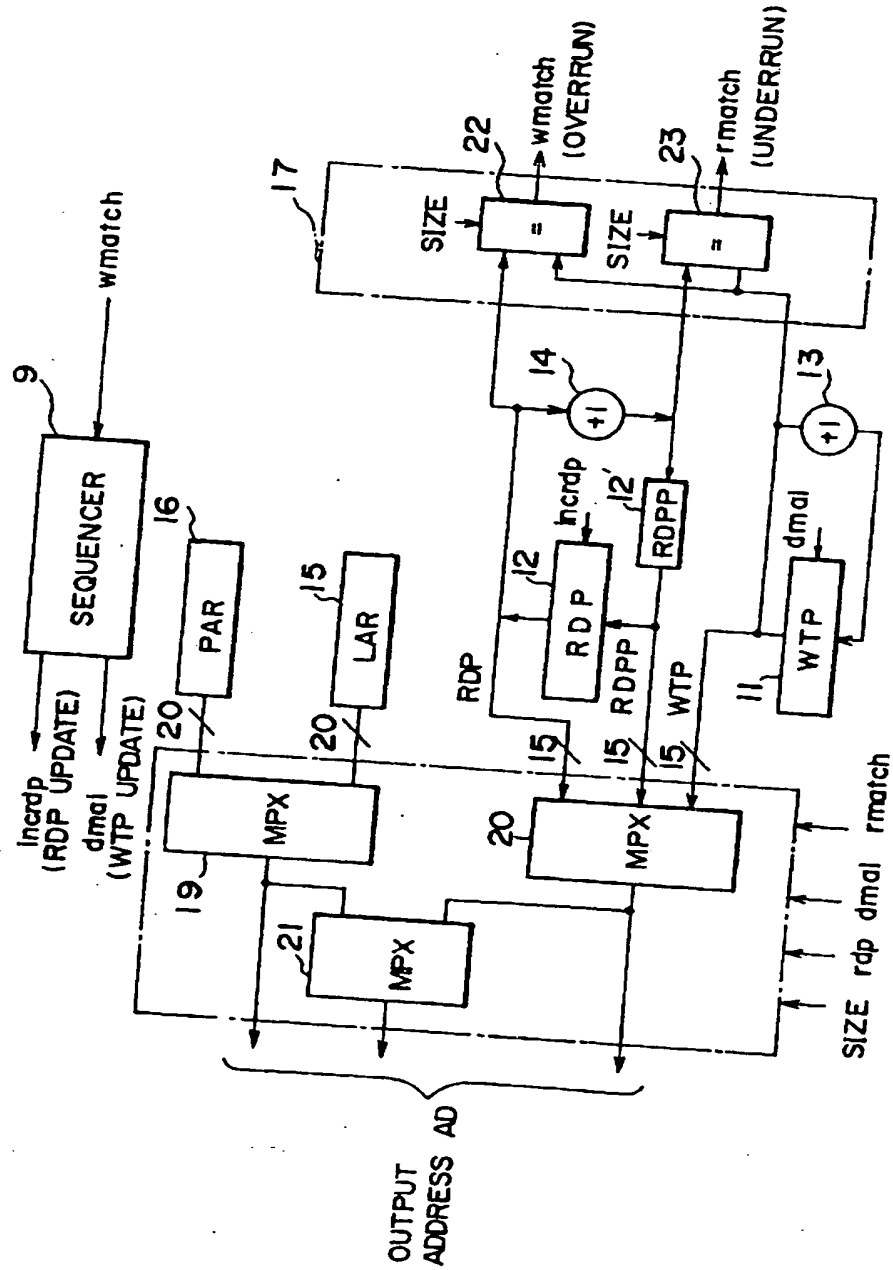 9
SEQUENCER
wmatch
incrdp
(RDP UPDATE)
dmal
(WTP UPDATE)
16
PAR
20
15
LAR
20
19
MPX
21
MPX
20
MPX
OUTPUT
ADDRESS AD
SIZE rdp dmal rmatch
RDP
15
RDPP
15
WTP
15
12
RDP
incrdp
12'
RDPP
14
+1
11
WTP
dmal
13
+1
17
SIZE
22
=
wmatch
(OVERRUN)
SIZE
23
=
rmatch
(UNDERRUN)